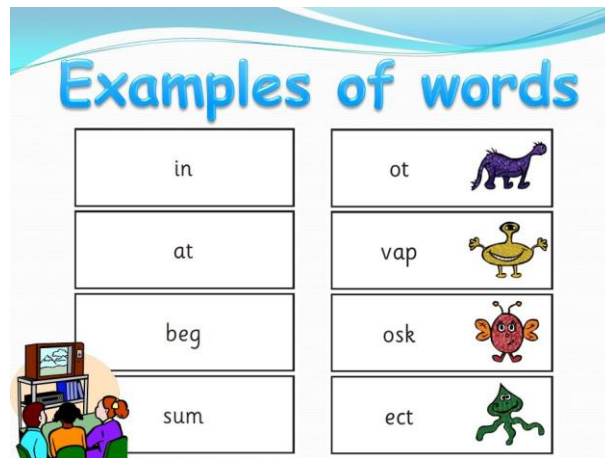 Examples of words
in
ot
at
vap
beg
osk
sum
ect